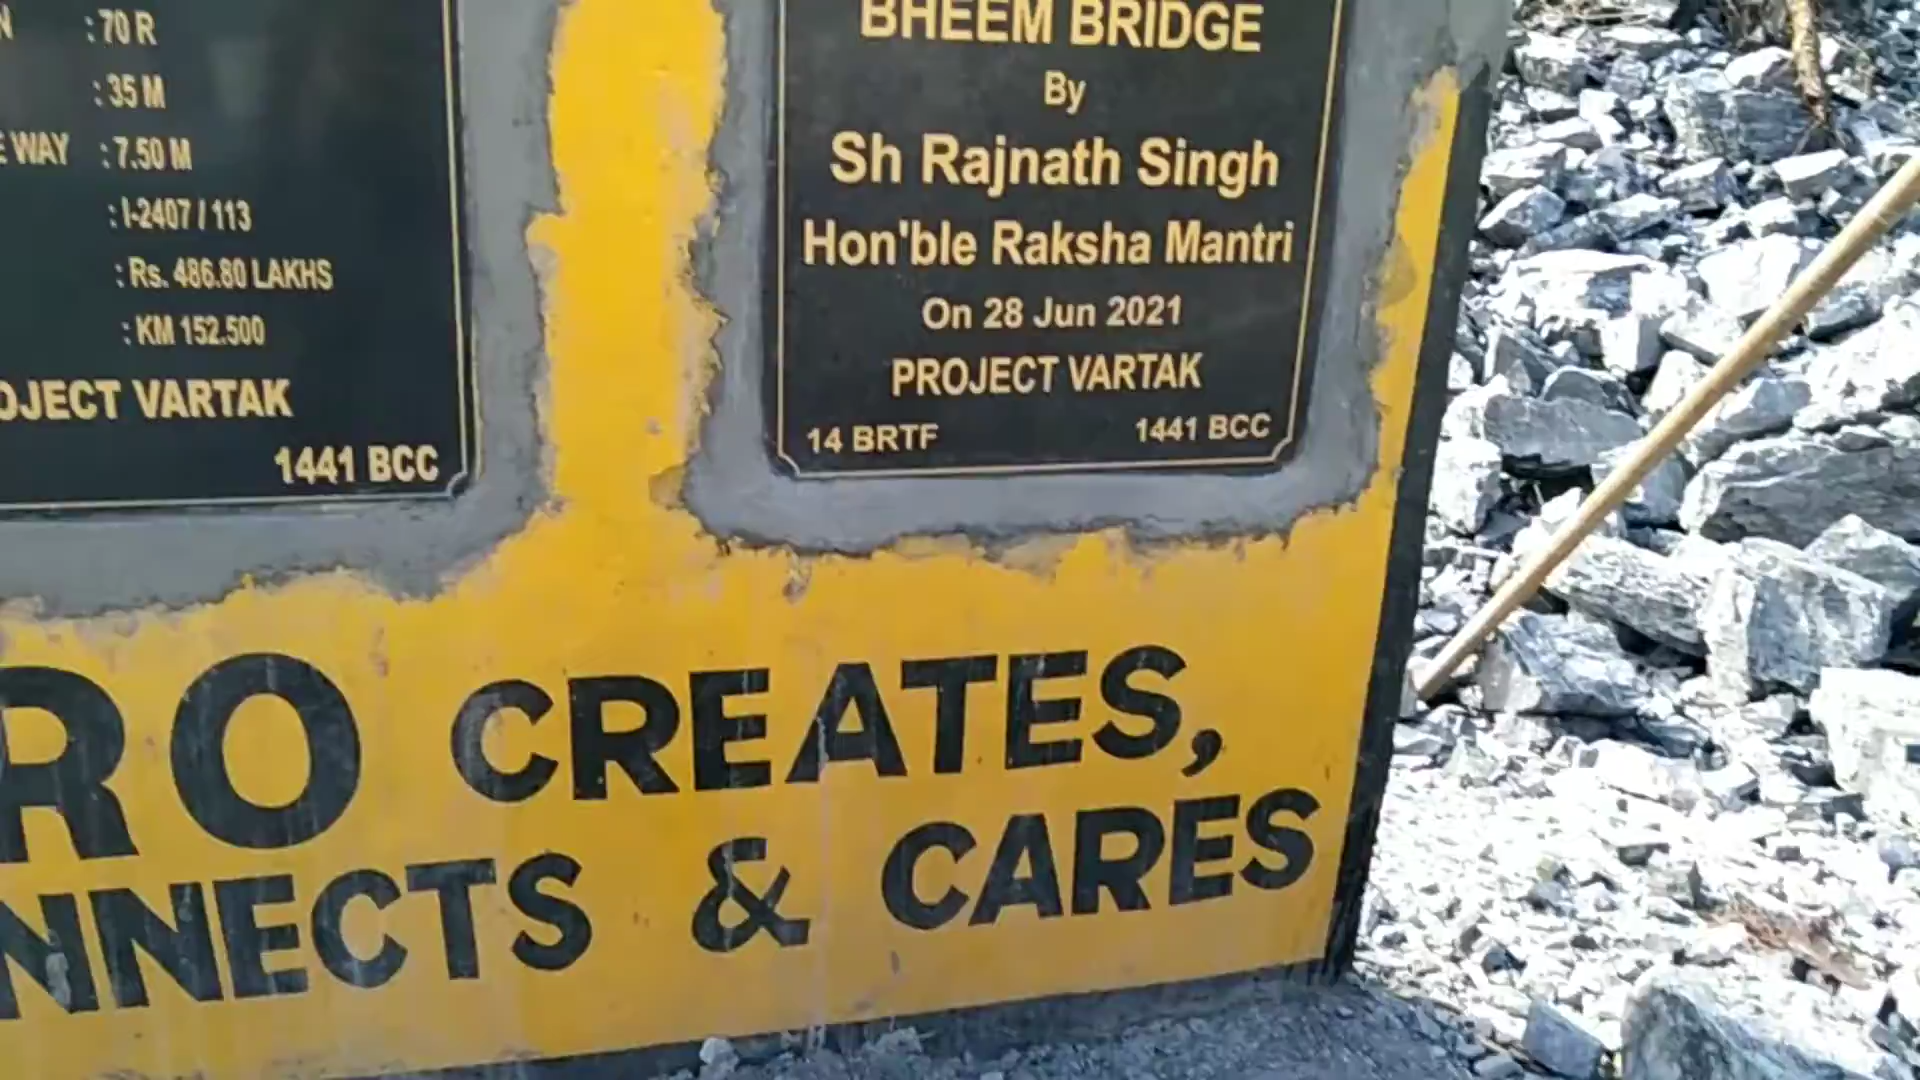 : 70 R
: 35 M
WAY : 7.50 M
: I-2407 / 113
: Rs. 486.80 LAKHS
: KM 152.500
OJECT VARTAK
1441 BCC
BHEEM BRIDGE
By
Sh Rajnath Singh
Hon'ble Raksha Mantri
On 28 Jun 2021
PROJECT VARTAK
14 BRTF 1441 BCC
RO CREATES,
NNECTS & CARES